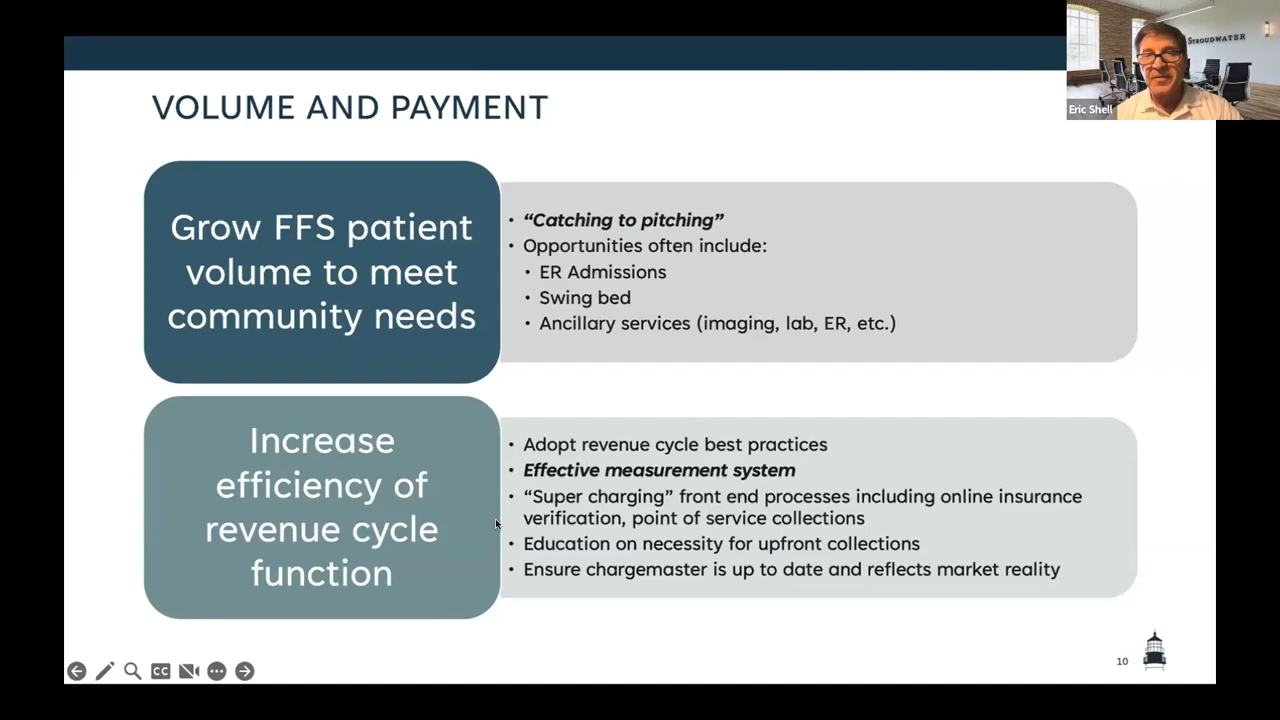 STROUDWATER
Eric Shell
VOLUME AND PAYMENT
Grow FFS patient
volume to meet
community needs
• “Catching to pitching”
• Opportunities often include:
• ER Admissions
• Swing bed
• Ancillary services (imaging, lab, ER, etc.)
Increase
efficiency of
revenue cycle
function
• Adopt revenue cycle best practices
• Effective measurement system
• “Super charging” front end processes including online insurance
verification, point of service collections
• Education on necessity for upfront collections
• Ensure chargemaster is up to date and reflects market reality
CC
10